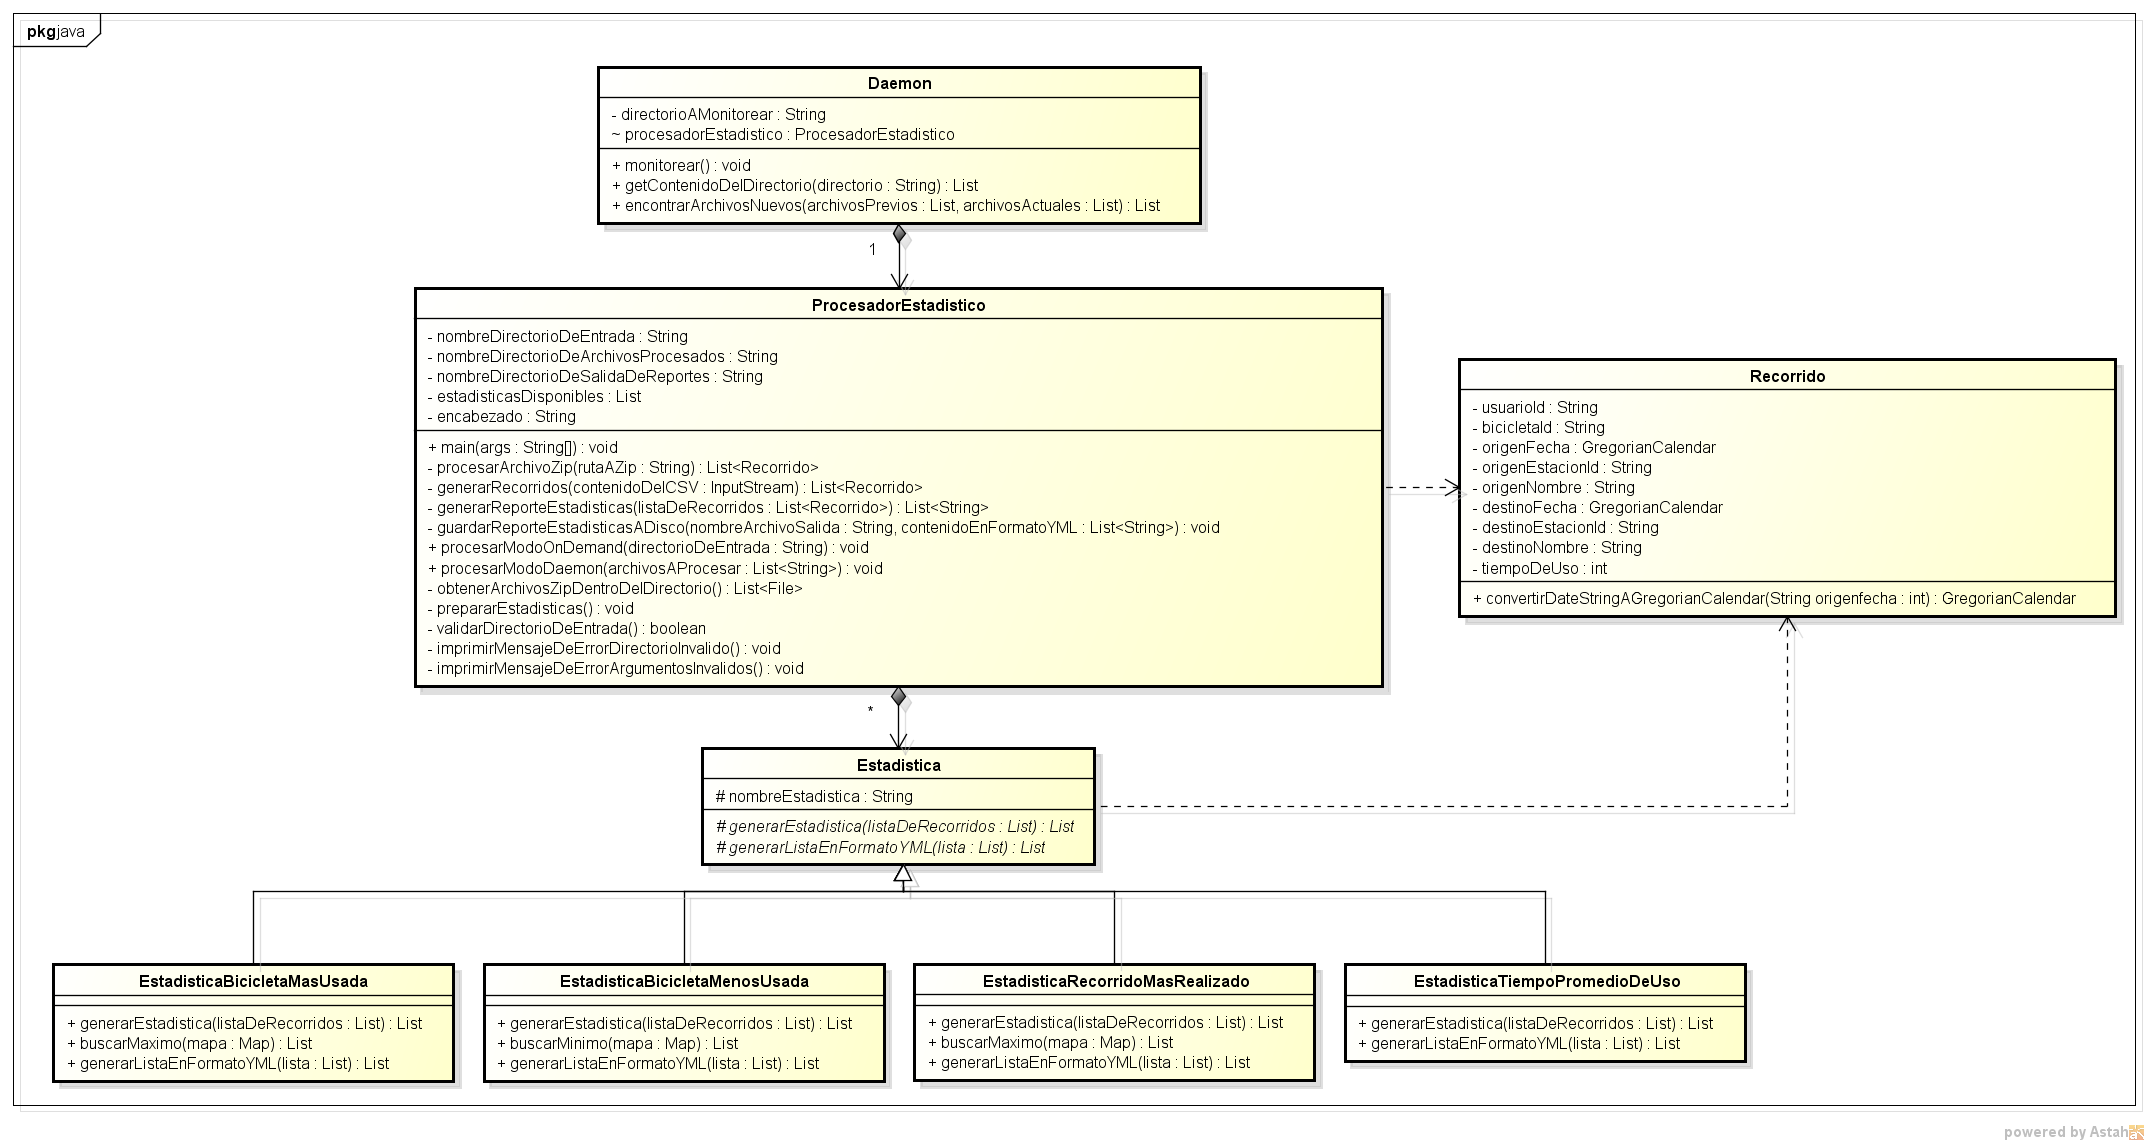 pkg java
Daemon
- directorioAMonitorear : String
~ procesadorEstadistico : ProcesadorEstadistico
+ monitorear() : void
+ getContenidoDelDirectorio(directorio : String) : List
+ encontrarArchivosNuevos(archivosPrevios : List, archivosActuales : List) : List
1
ProcesadorEstadistico
- nombreDirectorioDeEntrada : String
- nombreDirectorioDeArchivosProcesados : String
- nombreDirectorioDeSalidaDeReportes : String
- estadisticasDisponibles : List
- encabezado : String
+ main(args : String[]) : void
- procesarArchivoZip(rutaAZip : String) : List<Recorrido>
- generarRecorridos(contenidoDelCSV : InputStream) : List<Recorrido>
- generarReporteEstadisticas(listaDeRecorridos : List<Recorrido>) : List<String>
- guardarReporteEstadisticasADisco(nombreArchivoSalida : String, contenidoEnFormatoYML : List<String>) : void
+ procesarModoOnDemand(directorioDeEntrada : String) : void
+ procesarModoDaemon(archivosAProcesar : List<String>) : void
- obtenerArchivosZipDentroDelDirectorio() : List<File>
- prepararEstadisticas() : void
- validarDirectorioDeEntrada() : boolean
- imprimirMensajeDeErrorDirectorioInvalido() : void
- imprimirMensajeDeErrorArgumentosInvalidos() : void
Recorrido
- usuarioId : String
- bicicletaId : String
- origenFecha : GregorianCalendar
- origenEstacionId : String
- origenNombre : String
- destinoFecha : GregorianCalendar
- destinoEstacionId : String
- destinoNombre : String
- tiempoDeUso : int
+ convertirDateStringAGregorianCalendar(String origenfecha : int) : GregorianCalendar
*
Estadistica
# nombreEstadistica : String
# generarEstadistica(listaDeRecorridos : List) : List
# generarListaEnFormatoYML(lista : List) : List
EstadisticaBicicletaMasUsada
+ generarEstadistica(listaDeRecorridos : List) : List
+ buscarMaximo(mapa : Map) : List
+ generarListaEnFormatoYML(lista : List) : List
EstadisticaBicicletaMenosUsada
+ generarEstadistica(listaDeRecorridos : List) : List
+ buscarMinimo(mapa : Map) : List
+ generarListaEnFormatoYML(lista : List) : List
EstadisticaRecorridoMasRealizado
+ generarEstadistica(listaDeRecorridos : List) : List
+ buscarMaximo(mapa : Map) : List
+ generarListaEnFormatoYML(lista : List) : List
EstadisticaTiempoPromedioDeUso
+ generarEstadistica(listaDeRecorridos : List) : List
+ generarListaEnFormatoYML(lista : List) : List
powered by Astah